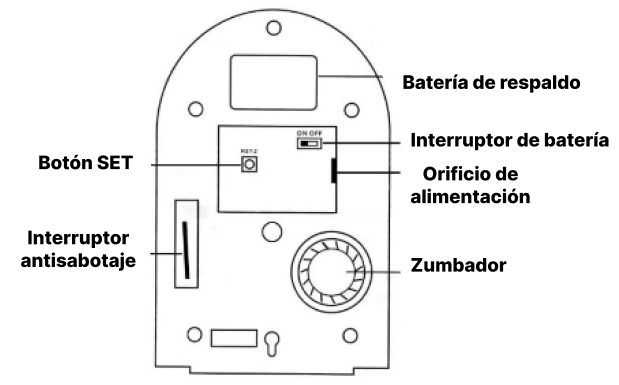 Batería de respaldo
ON OFF
Interruptor de batería
Botón SET
Orificio de
alimentación
Interruptor
antisabotaje
Zumbador